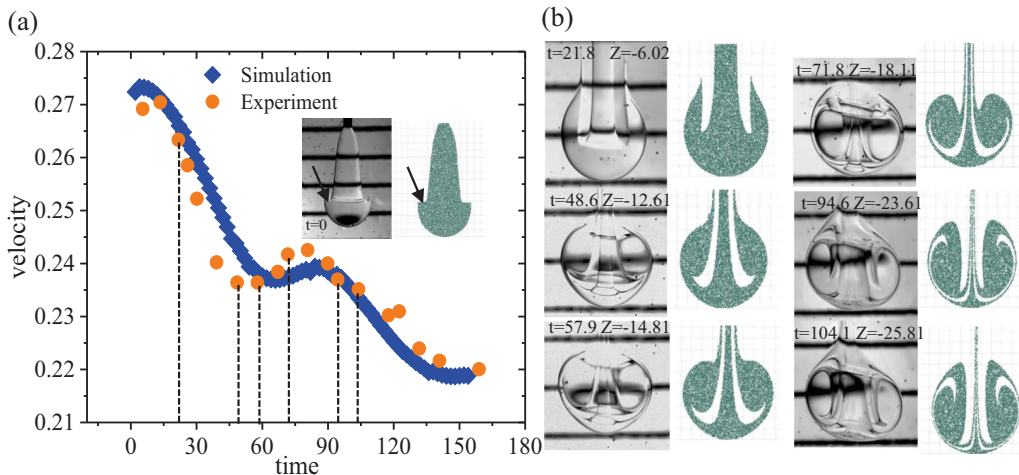 (a)
0.28
0.27
0.26
0.25
0.24
0.23
0.22
0.21
velocity
0
30
60
90
120
150
180
time
Simulation
Experiment
t=0
(b)
t=21.8 Z=-6.02
t=48.6 Z=-12.61
t=57.9 Z=-14.81
t=71.8 Z=-18.11
t=94.6 Z=-23.61
t=104.1 Z=-25.81